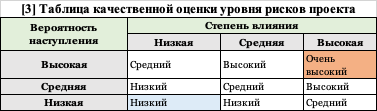 [3] Таблица качественной оценки уровня рисков проекта
Вероятность наступления
Степень влияния
Низкая Средняя Высокая
Высокая Средний Высокий Очень высокий
Средняя Низкий Средний Высокий
Низкая Низкий Низкий Средний